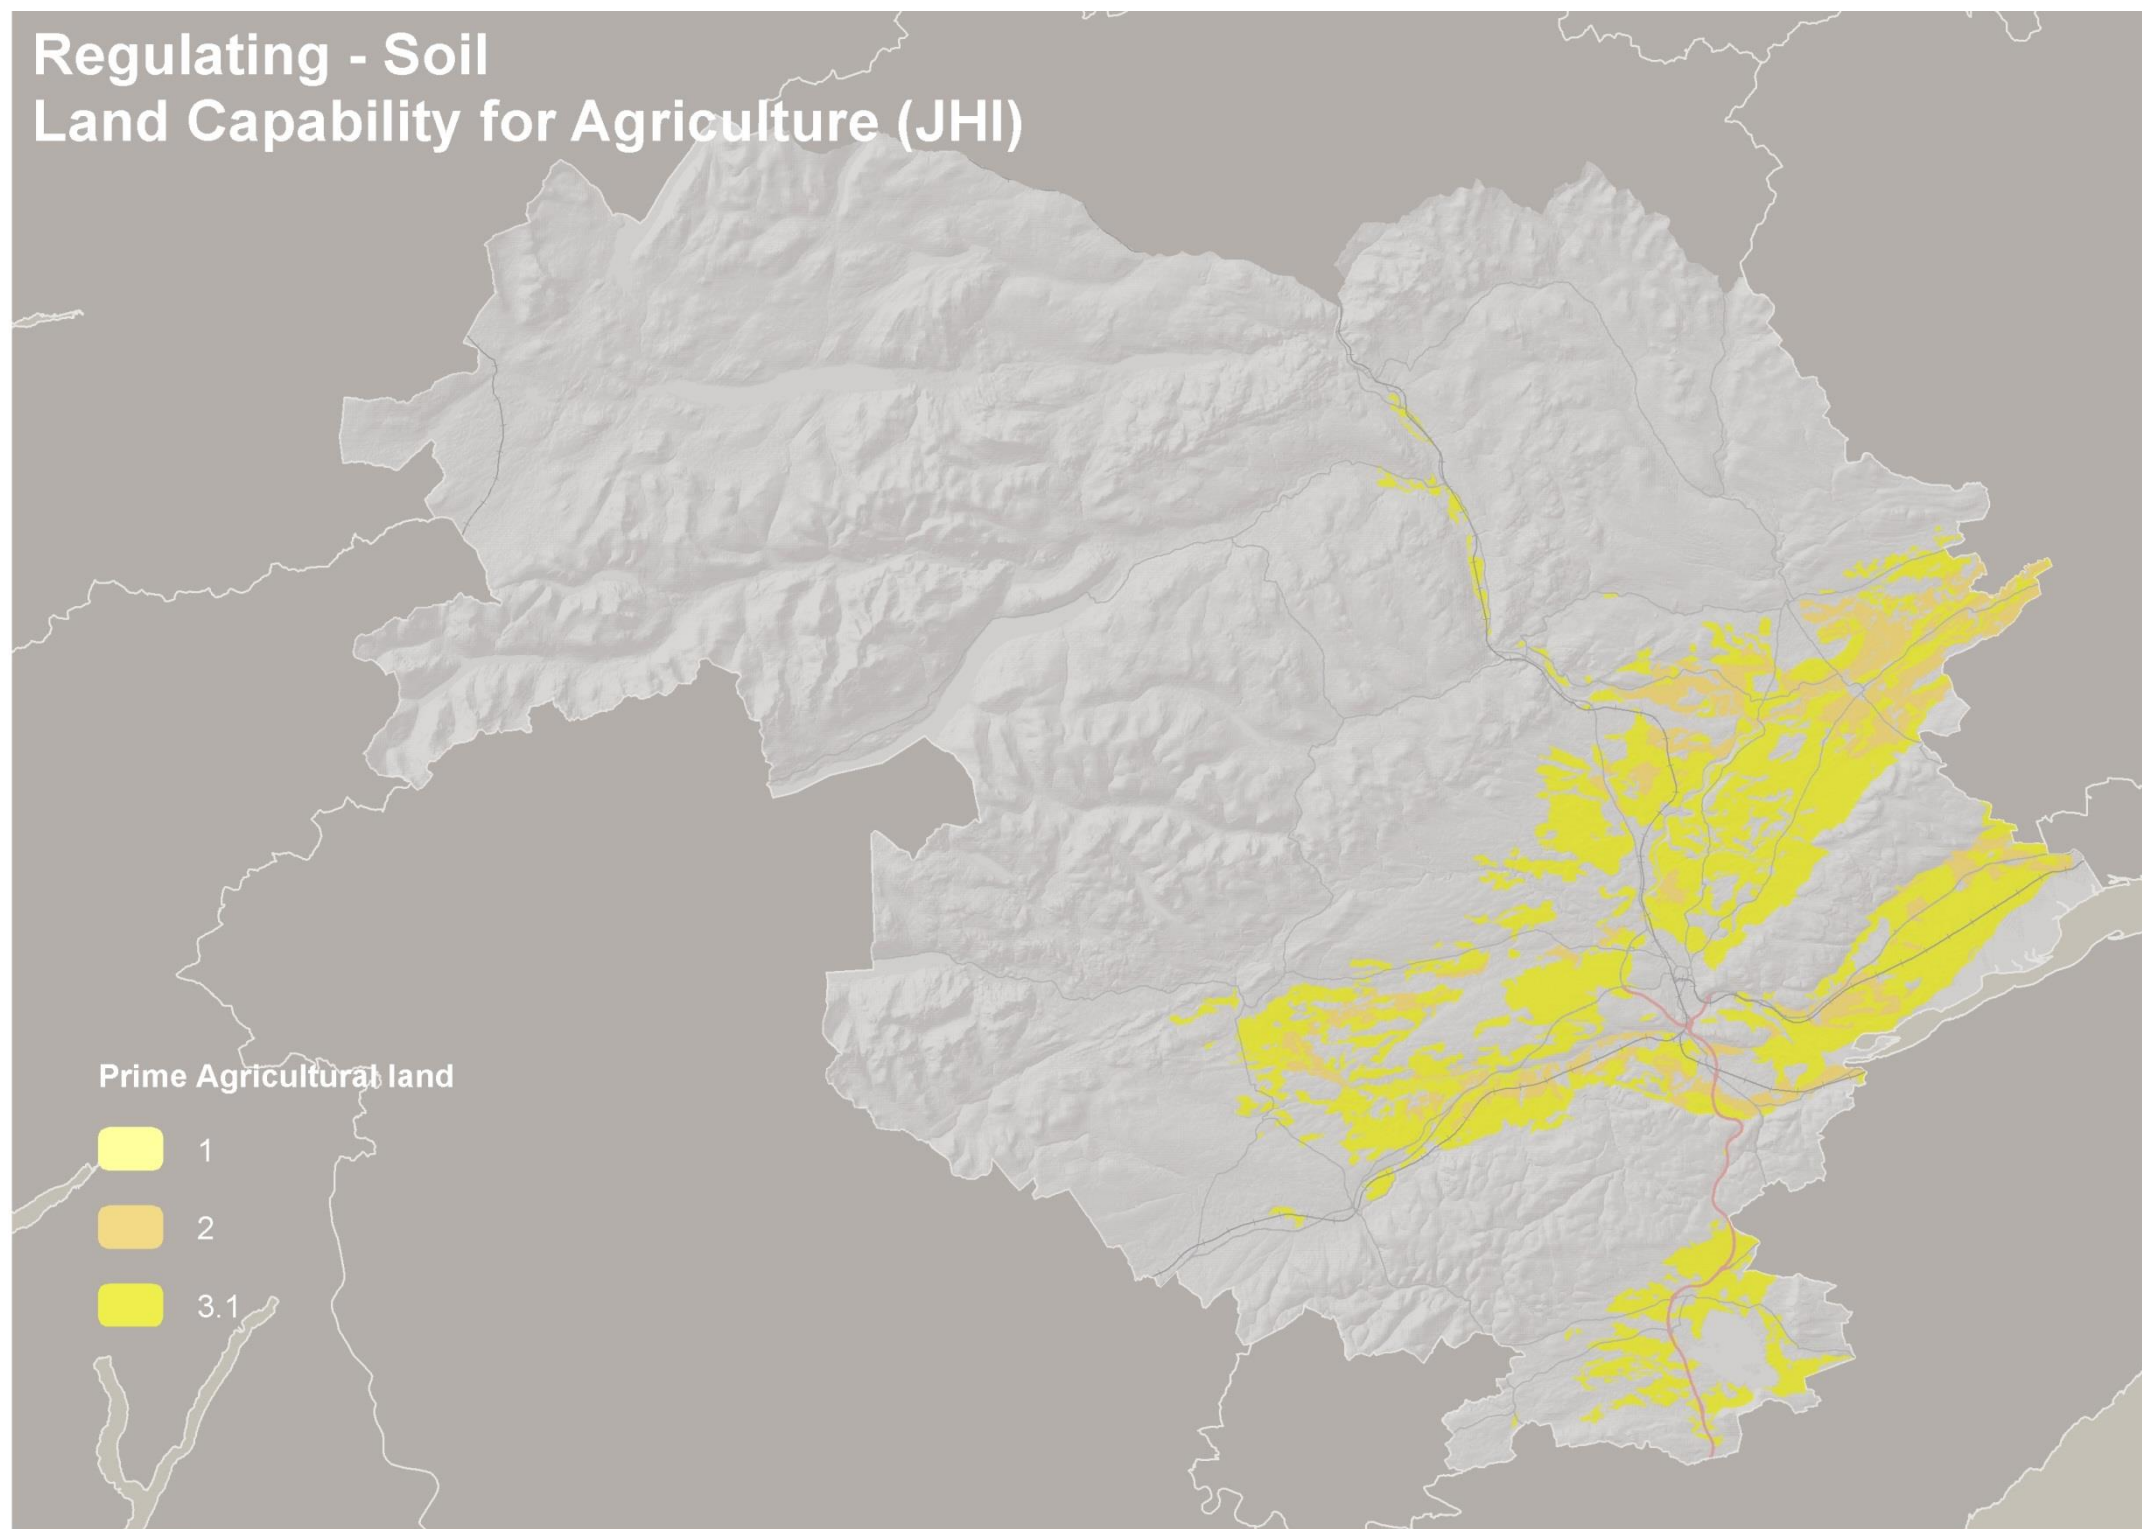 Regulating - Soil
Land Capability for Agriculture (JHI)
Prime Agricultural land
1
2
3.1